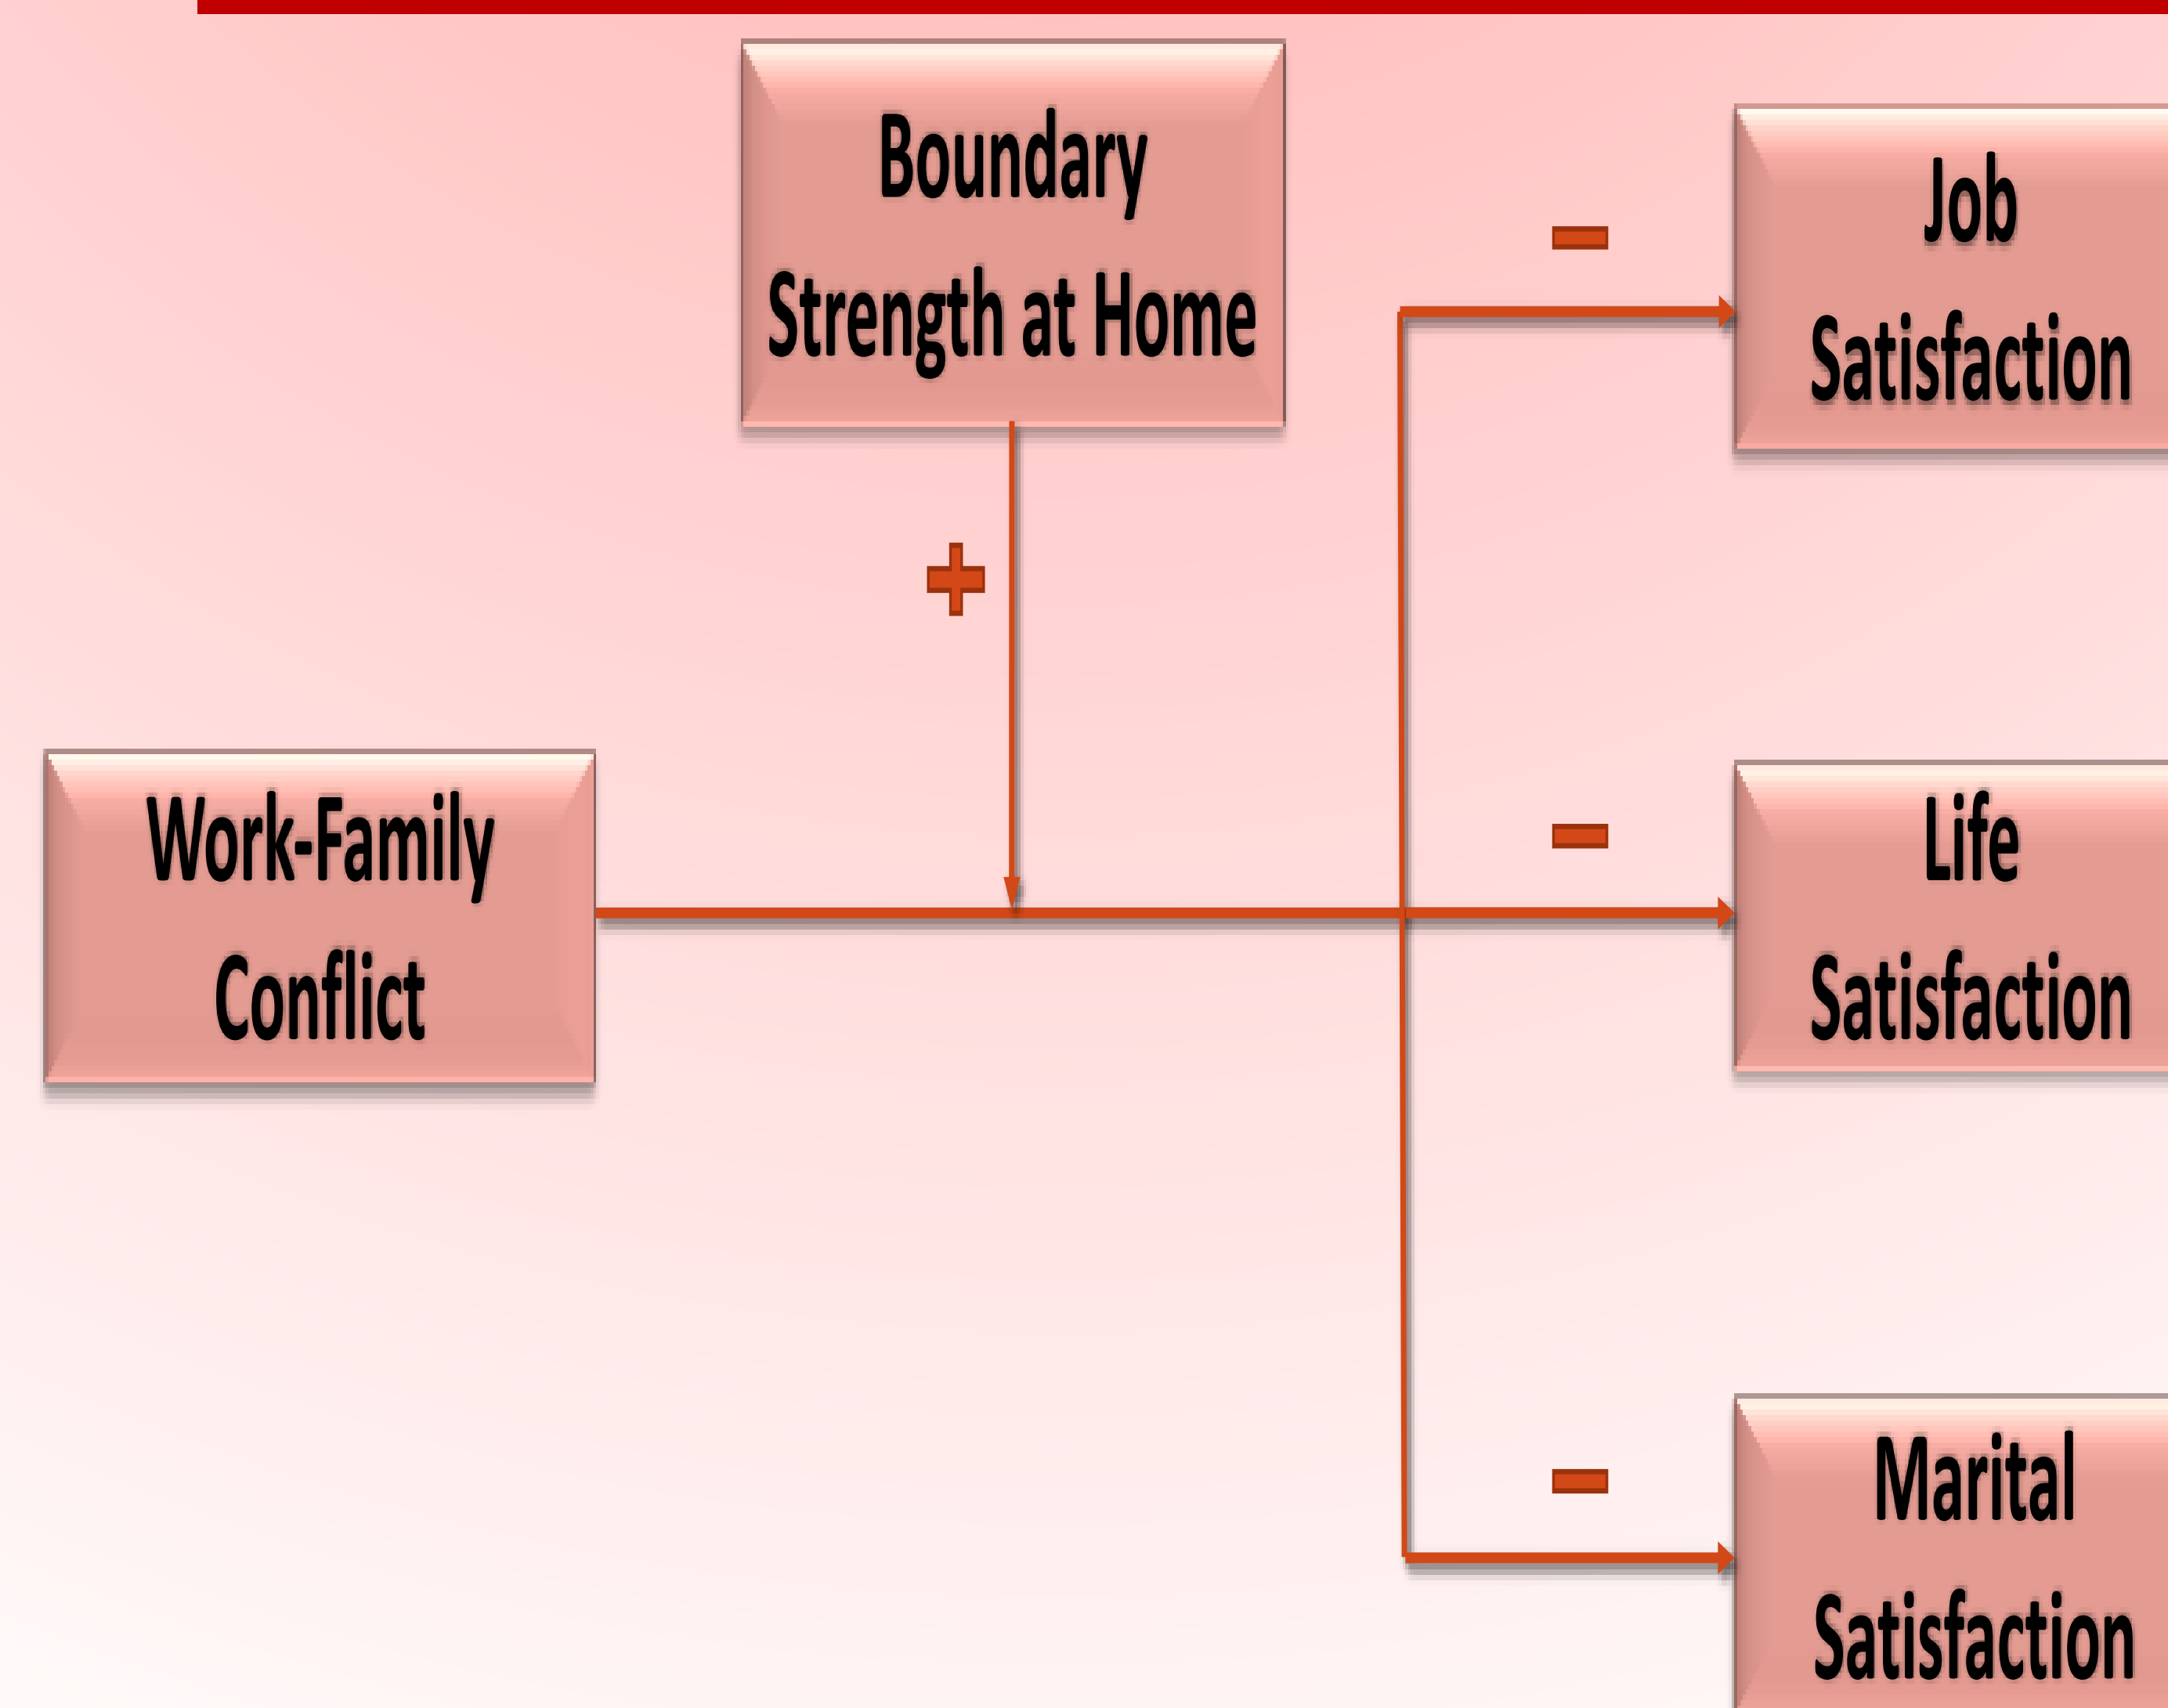 Boundary
Strength at Home
Job
Satisfaction
Work-Family
Conflict
Life
Satisfaction
Marital
Satisfaction